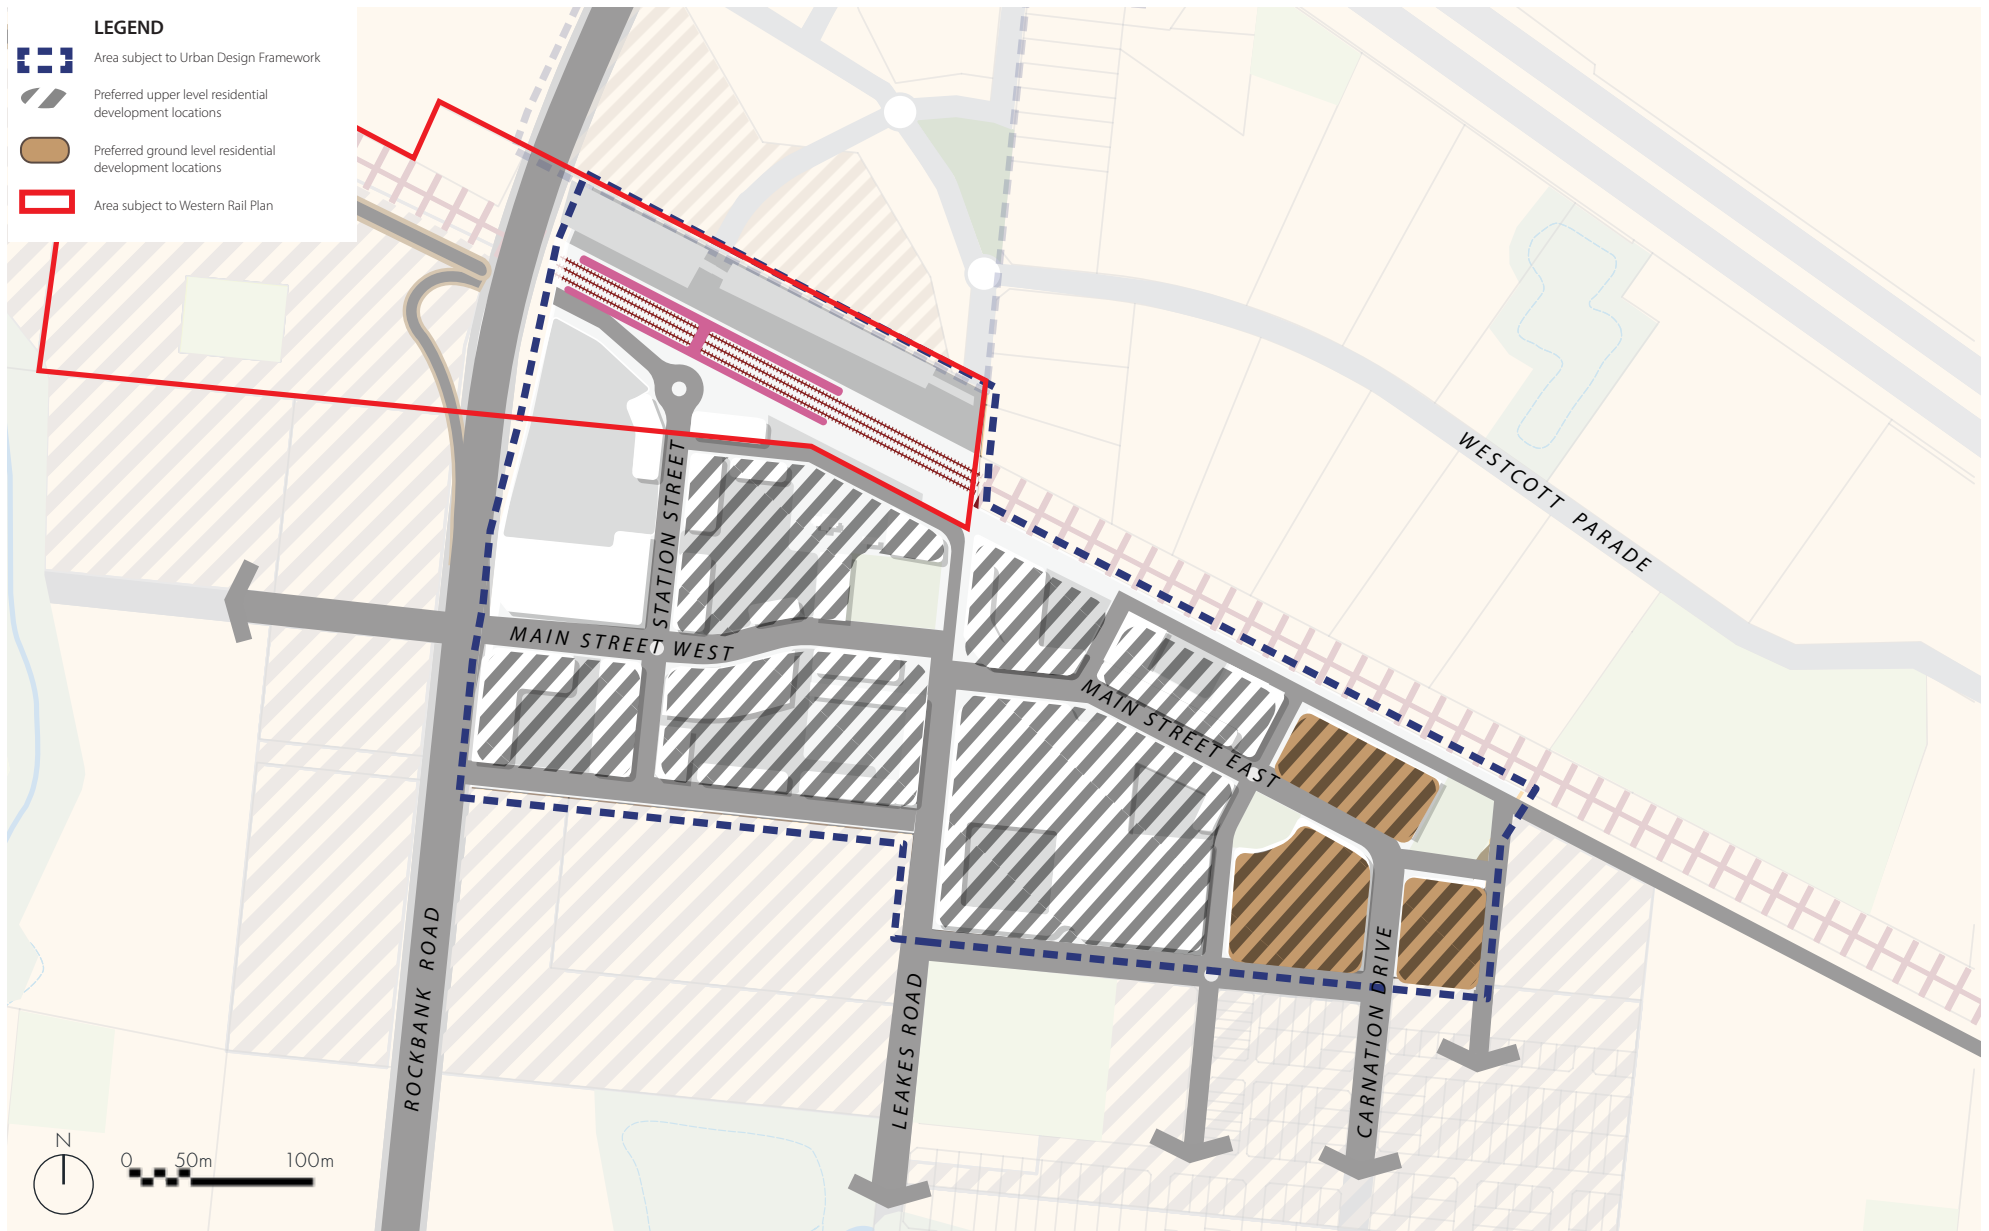 LEGEND
Area subject to Urban Design Framework
Preferred upper level residential
development locations
Preferred ground level residential
development locations
Area subject to Western Rail Plan
WESTCOTT PARADE
STATION STREET
MAIN STREET WEST
MAIN STREET EAST
ROCKBANK ROAD
LEAKES ROAD
CARNATION DRIVE
N
0 50m 100m